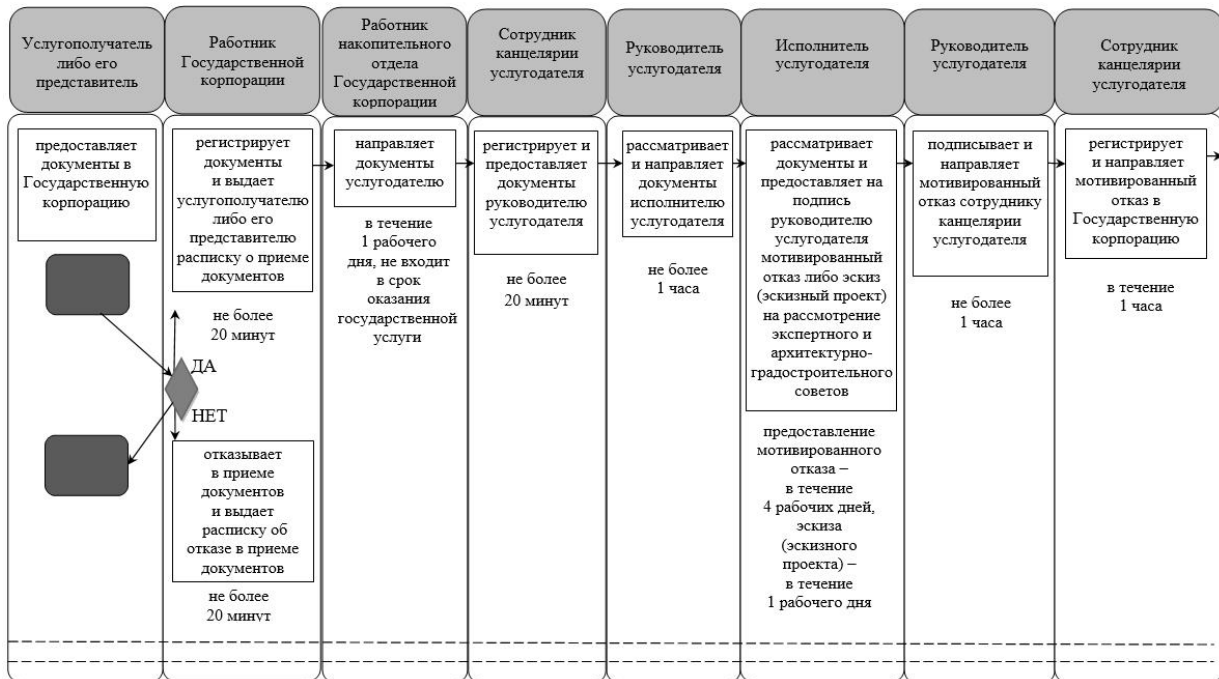 Услугополучатель
либо его
представитель
Работник
Государственной
корпорации
Работник
накопительного
отдела
Государственной
корпорации
Сотрудник
канцелярии
услугодателя
Руководитель
услугодателя
Исполнитель
услугодателя
Руководитель
услугодателя
Сотрудник
канцелярии
услугодателя
предоставляет
документы в
Государственную
корпорацию
регистрирует
документы
и выдает
услугополучателю
либо его
представителю
расписку о приеме
документов
не более
20 минут
ДА
НЕТ
отказывает
в приеме
документов
и выдает
расписку об
отказе в приеме
документов
не более
20 минут
направляет
документы
услугодателю
в течение
1 рабочего
дня, не входит
в срок
оказания
государственной
услуги
регистрирует и
предоставляет
документы
руководителю
услугодателя
не более
20 минут
рассматривает
и направляет
документы
исполнителю
услугодателя
не более
1 часа
рассматривает
документы и
предоставляет на
подпись
руководителю
услугодателя
мотивированный
отказ либо эскиз
(эскизный проект)
на рассмотрение
экспертного и
архитектурно-
градостроительного
советов
предоставление
мотивированного
отказа –
в течение
4 рабочих дней,
эскиза
(эскизного
проекта) –
в течение
1 рабочего дня
подписывает и
направляет
мотивированный
отказ сотруднику
канцелярии
услугодателя
не более
1 часа
регистрирует
и направляет
мотивированный
отказ в
Государственную
корпорацию
в течение
1 часа